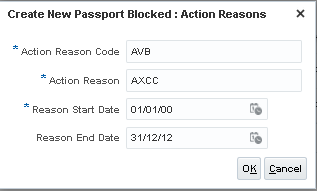 Create New Passport Blocked : Action Reasons
* Action Reason Code AVB
* Action Reason AXCC
* Reason Start Date 01/01/00
Reason End Date 31/12/12
OK Cancel